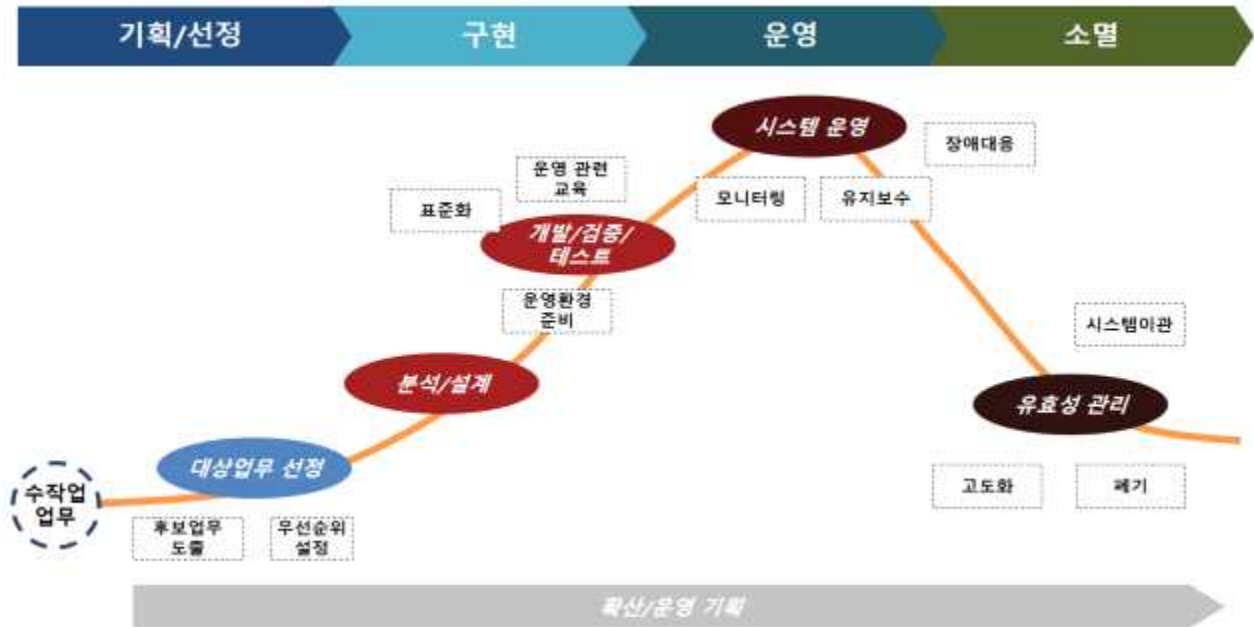 기획/선정
구현
운영
소멸
시스템 운영
장애대응
운영 관련
교육
모니터링
유지보수
표준화
개발/검증/
테스트
운영환경
준비
시스템이관
분석/설계
유효성 관리
대상업무 선정
고도화
폐기
수작업
업무
후보업무
도출
우선순위
설정
확산/운영 기획